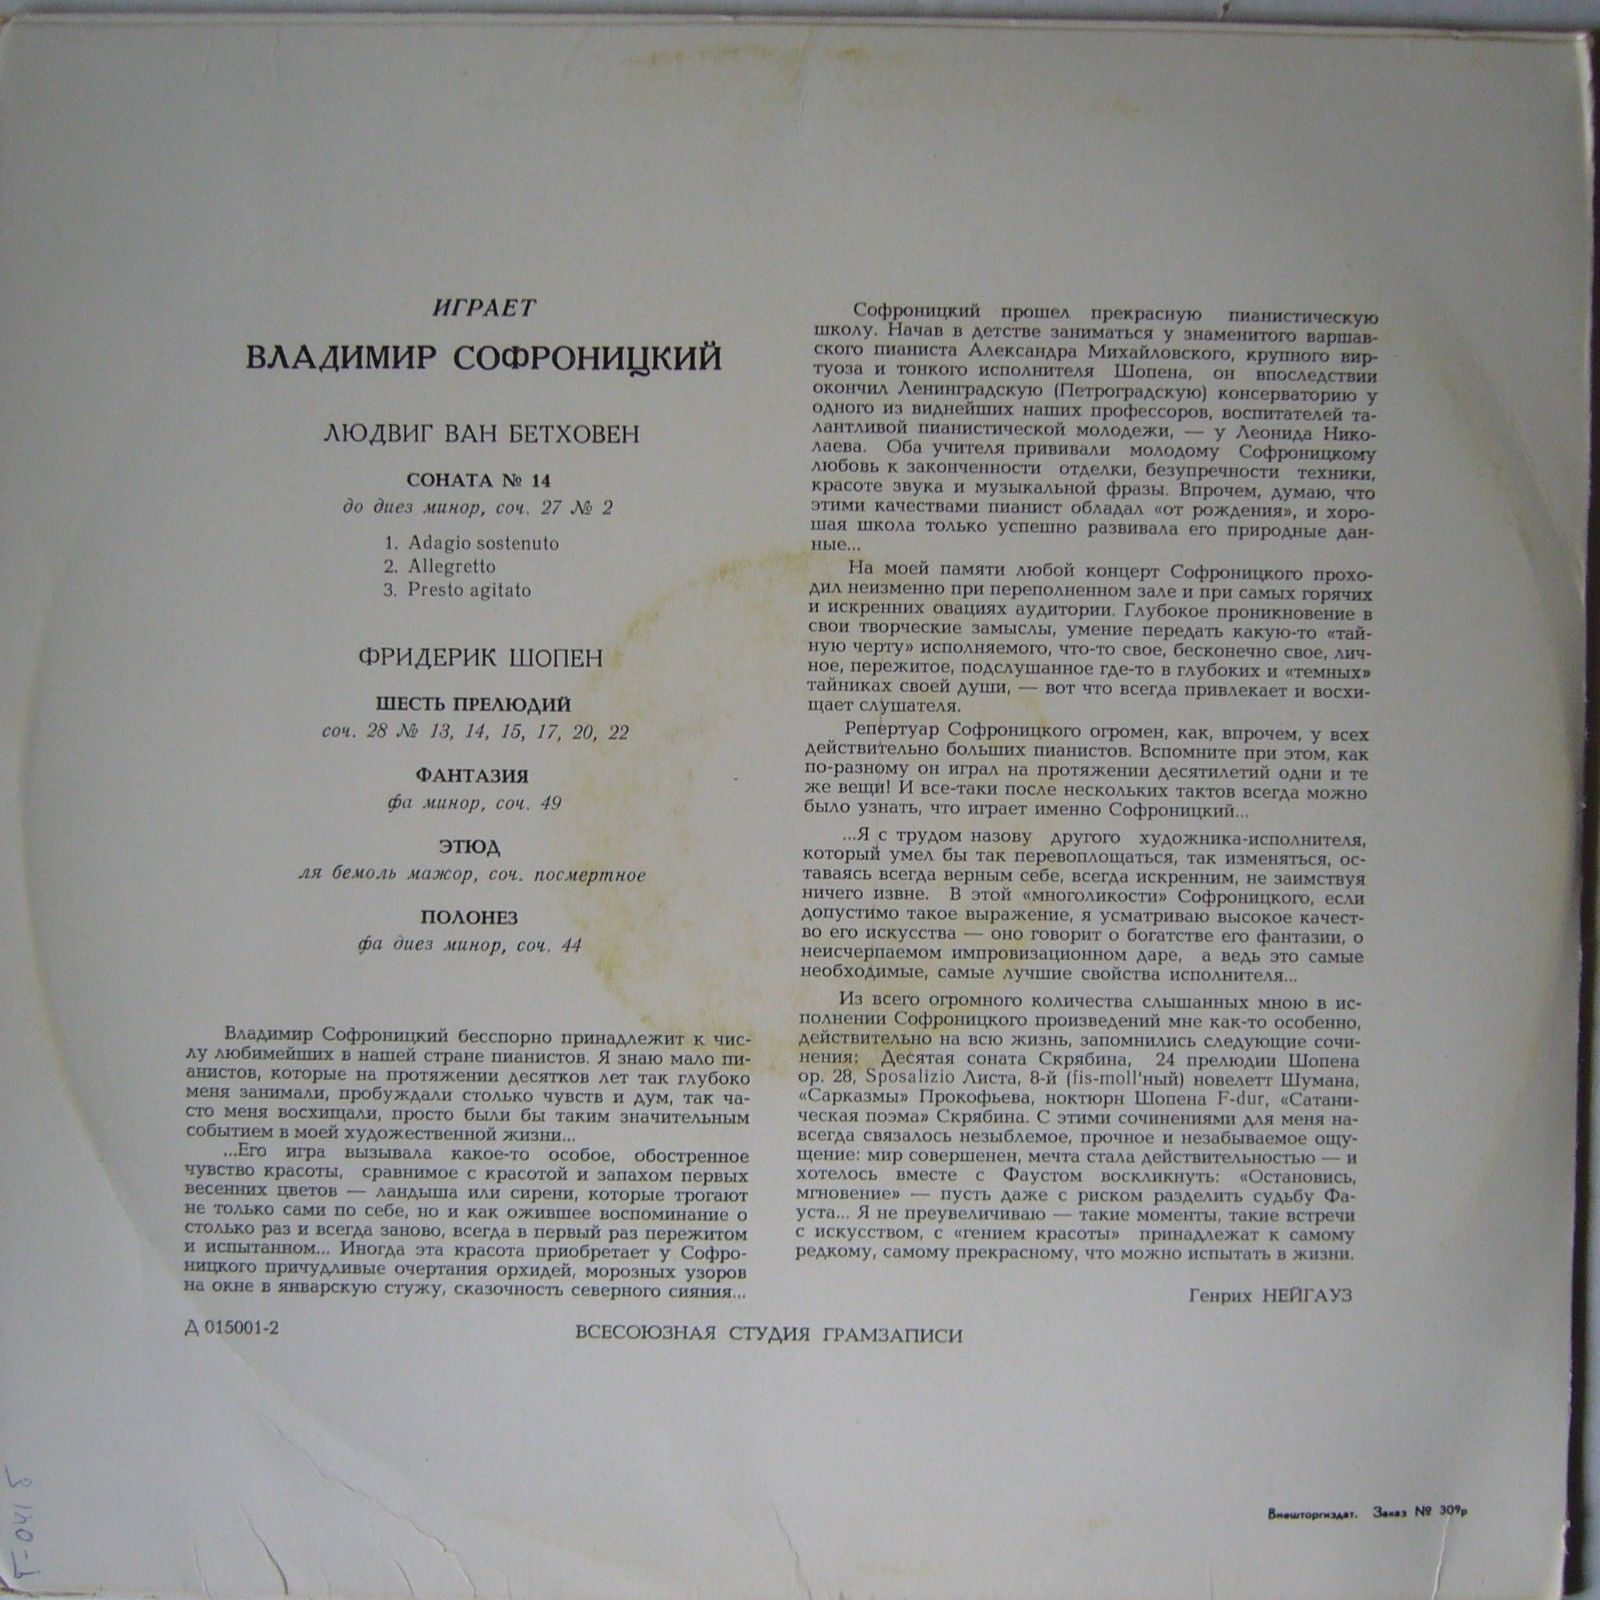 ИГРАЕТ
ВЛАДИМИР СОФРОНИЦКИЙ
ЛЮДВИГ ВАН БЕТХОВЕН
СОНАТА № 14
до диез минор, соч. 27 № 2
1. Adagio sostenuto
2. Allegretto
3. Presto agitato
ФРИДЕРИК ШОПЕН
ШЕСТЬ ПРЕЛЮДИЙ
соч. 28 № 13, 14, 15, 17, 20, 22
ФАНТАЗИЯ
фа минор, соч. 49
ЭТЮД
ля бемоль мажор, соч. посмертное
ПОЛОНЕЗ
фа диез минор, соч. 44
Владимир Софроницкий бесспорно принадлежит к чис-
лу любимейших в нашей стране пианистов. Я знаю мало пи-
анистов, которые на протяжении десятков лет так глубоко
меня занимали, пробуждали столько чувств и дум, так ча-
сто меня восхищали, просто были бы таким значительным
событием в моей художественной жизни...
...Его игра вызывала какое-то особое, обостренное
чувство красоты, сравнимое с красотой и запахом первых
весенних цветов — ландыша или сирени, которые трогают
не только сами по себе, но и как ожившее воспоминание о
столько раз и всегда заново, всегда в первый раз пережитом
и испытанном... Иногда эта красота приобретает у Софро-
ницкого причудливые очертания орхидей, морозных узоров
на окне в январскую стужу, сказочность северного сияния...
Софроницкий прошел прекрасную пианистическую
школу. Начав в детстве заниматься у знаменитого варшав-
ского пианиста Александра Михайловского, крупного вир-
туоза и тонкого исполнителя Шопена, он впоследствии
окончил Ленинградскую (Петроградскую) консерваторию у
одного из виднейших наших профессоров, воспитателей та-
лантливой пианистической молодежи, — у Леонида Нико-
лаева. Оба учителя прививали молодому Софроницкому
любовь к законченности отделки, безупречности техники,
красоте звука и музыкальной фразы. Впрочем, думаю, что
этими качествами пианист обладал «от рождения», и хоро-
шая школа только успешно развивала его природные дан-
ные...
На моей памяти любой концерт Софроницкого прохо-
дил неизменно при переполненном зале и при самых горячих
и искренних овациях аудитории. Глубокое проникновение в
свои творческие замыслы, умение передать какую-то «тай-
ную черту» исполняемого, что-то свое, бесконечно свое, лич-
ное, пережитое, подслушанное где-то в глубоких и «темных»
тайниках своей души, — вот что всегда привлекает и восхи-
щает слушателя.
Репертуар Софроницкого огромен, как, впрочем, у всех
действительно больших пианистов. Вспомните при этом, как
по-разному он играл на протяжении десятилетий одни и те
же вещи! И все-таки после нескольких тактов всегда можно
было узнать, что играет именно Софроницкий...
...Я с трудом назову другого художника-исполнителя,
который умел бы так перевоплощаться, так изменяться, ос-
таваясь всегда верным себе, всегда искренним, не заимствуя
ничего извне. В этой «многоликости» Софроницкого, если
допустимо такое выражение, я усматриваю высокое качест-
во его искусства — оно говорит о богатстве его фантазии, о
неисчерпаемом импровизационном даре, а ведь это самые
необходимые, самые лучшие свойства исполнителя...
Из всего огромного количества слышанных мною в ис-
полнении Софроницкого произведений мне как-то особенно,
действительно на всю жизнь, запомнились следующие сочи-
нения: Десятая соната Скрябина, 24 прелюдии Шопена
ор. 28, Sposalizio Листа, 8-й (fis-moll'ный) новелетт Шумана,
«Сарказмы» Прокофьева, ноктюрн Шопена F-dur, «Сатани-
ческая поэма» Скрябина. С этими сочинениями для меня на-
всегда связалось незыблемое, прочное и незабываемое ощу-
щение: мир совершенен, мечта стала действительностью — и
хотелось вместе с Фаустом воскликнуть: «Остановись,
мгновение» — пусть даже с риском разделить судьбу Фа-
уста... Я не преувеличиваю — такие моменты, такие встречи
с искусством, с «гением красоты» принадлежат к самому
редкому, самому прекрасному, что можно испытать в жизни.
Генрих НЕЙГАУЗ
Д 015001-2
ВСЕСОЮЗНАЯ СТУДИЯ ГРАМЗАПИСИ
Внешторгиздат. Заказ № 309р